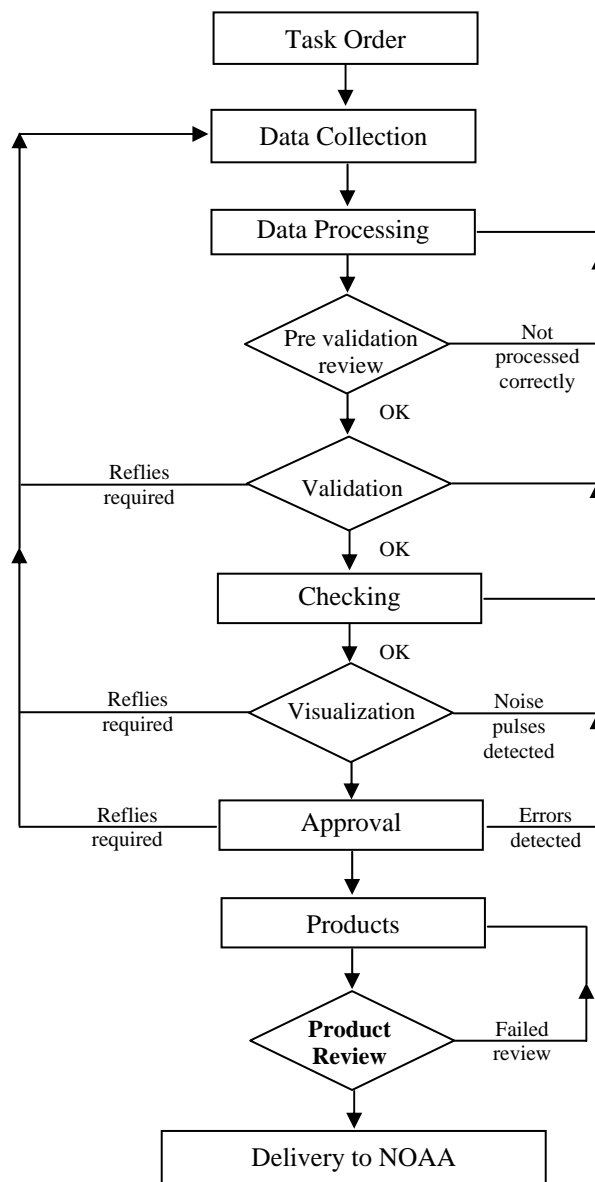 Task Order
Data Collection
Data Processing
Pre validation
review
Not
processed
correctly
OK
Reflies
required
Validation
OK
Checking
OK
Reflies
required
Visualization
Noise
pulses
detected
Reflies
required
Approval
Errors
detected
Products
Product
Review
Failed
review
Delivery to NOAA